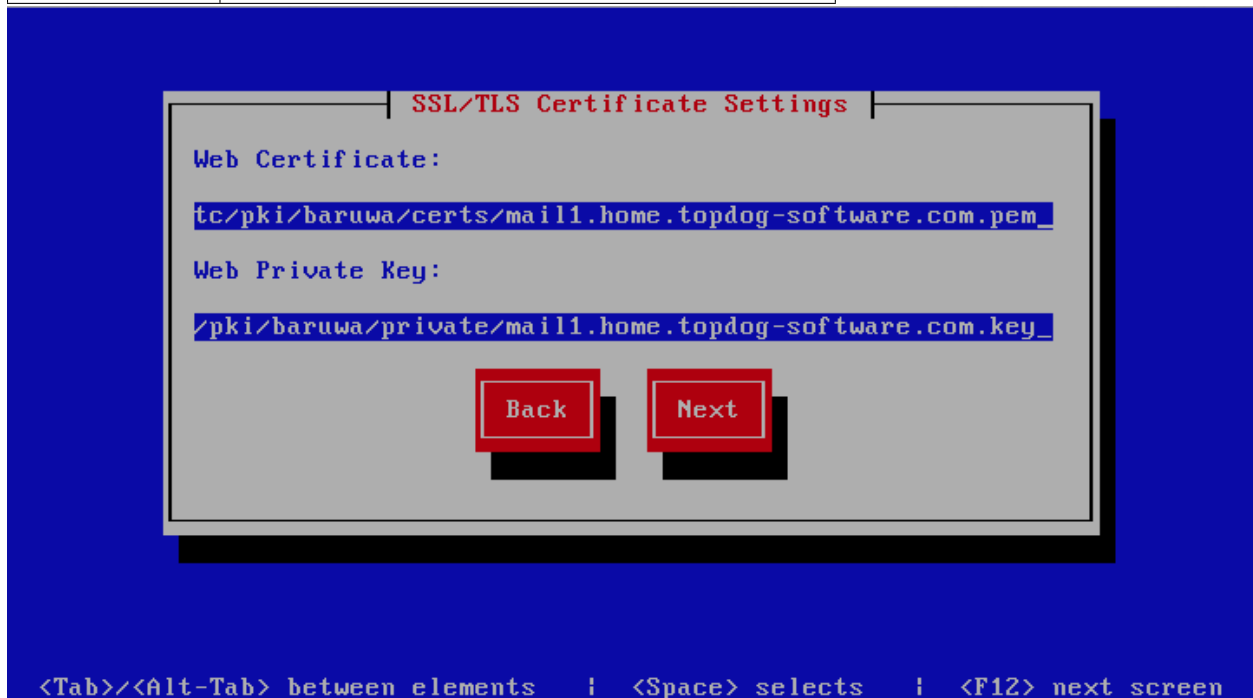 SSL/TLS Certificate Settings
Web Certificate:
tc/pki/baruwa/certs/mail1.home.topdog-software.com.pem_
Web Private Key:
/pki/baruwa/private/mail1.home.topdog-software.com.key_
Back Next
<Tab>/<Alt-Tab> between elements | <Space> selects | <F12> next screen